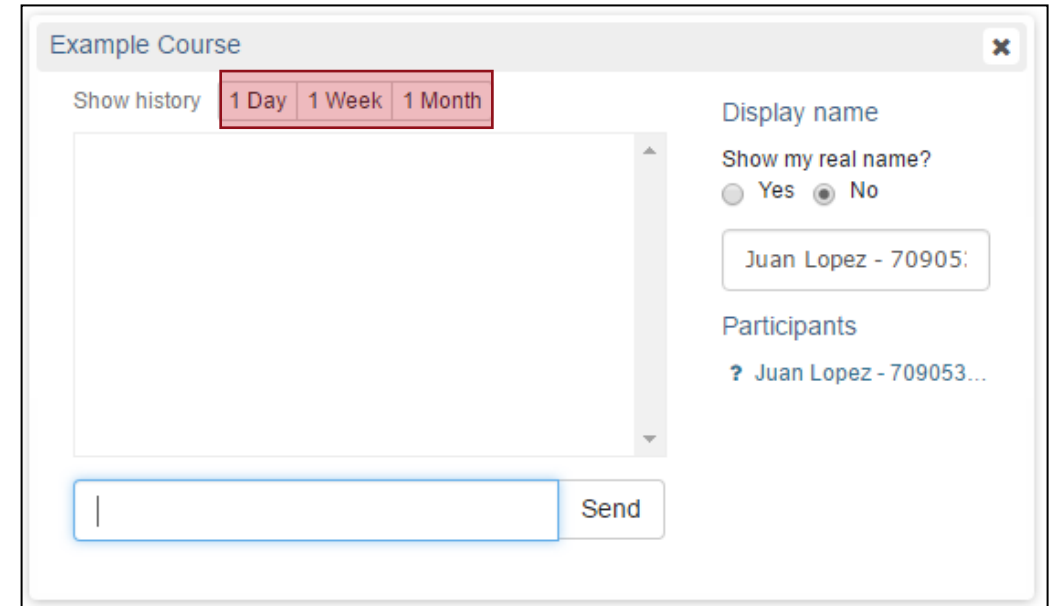 Example Course
Show history 1 Day 1 Week 1 Month
Display name
Show my real name?
Yes No
Juan Lopez - 70905
Participants
? Juan Lopez - 709053...
Send